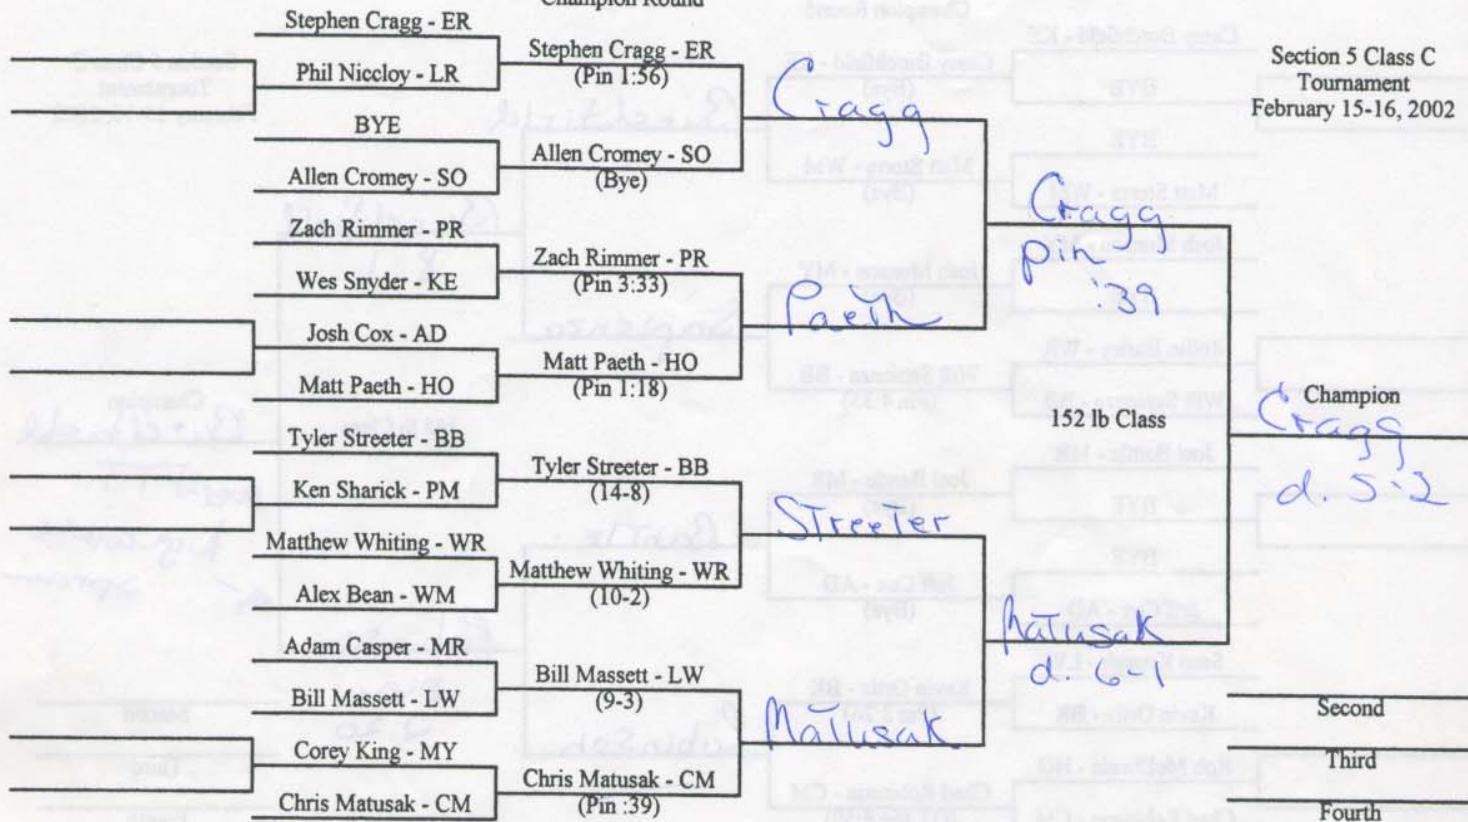 Champion Round
Section 5 Class C
Tournament
February 15-16, 2002
Stephen Cragg - ER
Phil Niccloy - LR
BYE
Allen Cromey - SO
Zach Rimmer - PR
Wes Snyder - KE
Josh Cox - AD
Matt Paeth - HO
Tyler Streeter - BB
Ken Sharick - PM
Matthew Whiting - WR
Alex Bean - WM
Adam Casper - MR
Bill Massett - LW
Corey King - MY
Chris Matusak - CM
Stephen Cragg - ER
(Pin 1:56)
Allen Cromey - SO
(Bye)
Zach Rimmer - PR
(Pin 3:33)
Matt Paeth - HO
(Pin 1:18)
Tyler Streeter - BB
(14-8)
Matthew Whiting - WR
(10-2)
Bill Massett - LW
(9-3)
Chris Matusak - CM
(Pin :39)
Cragg
Paeth
Streeter
Matusak
Cragg
pin
:39
152 lb Class
Matusak
d. 6-1
Champion
Cragg
d. 5-2
Second
Third
Fourth